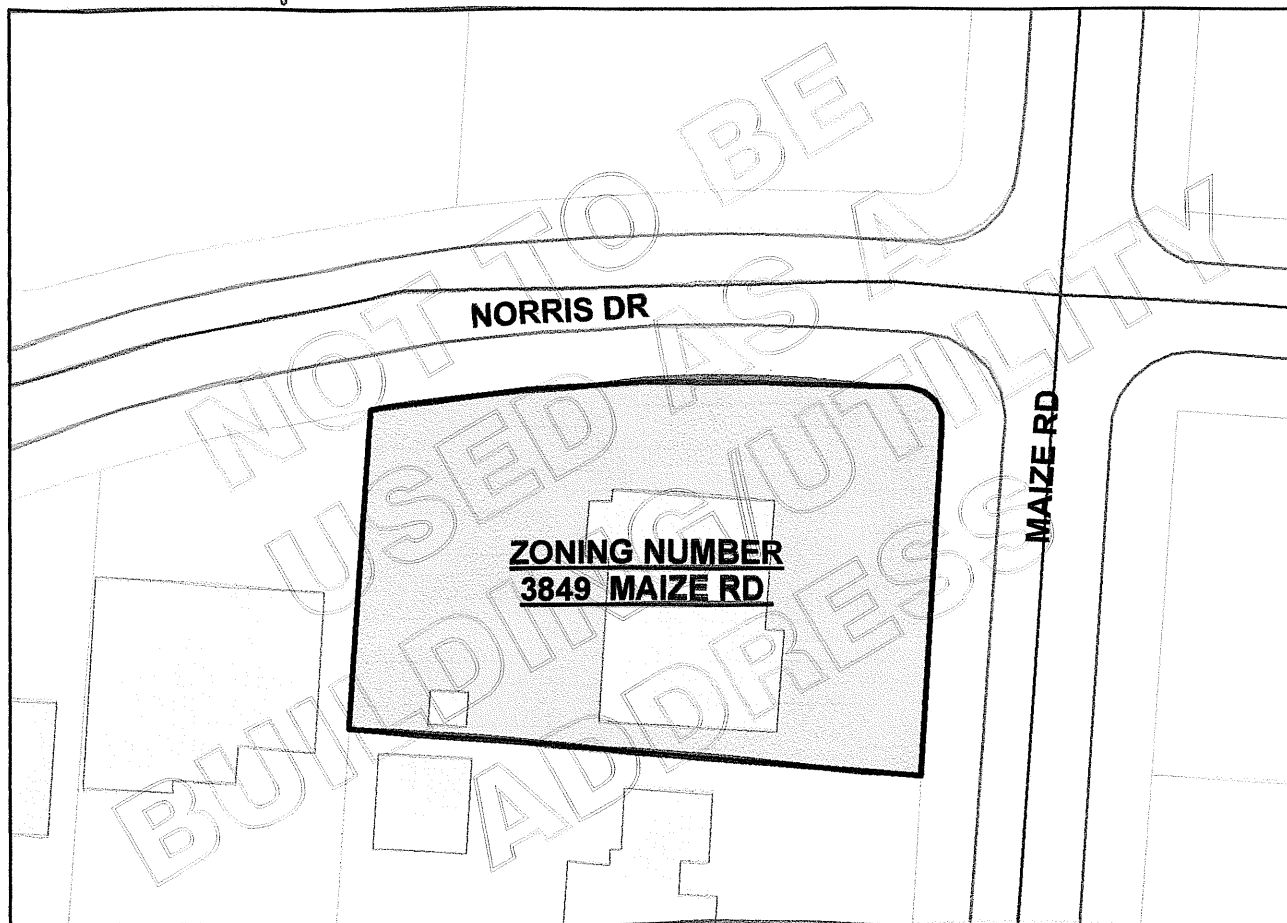 NOT TO BE
USED AS A
BUILDING/UTILITY
ADDRESS
NORRIS DR
MAIZE RD
ZONING NUMBER
3849 MAIZE RD